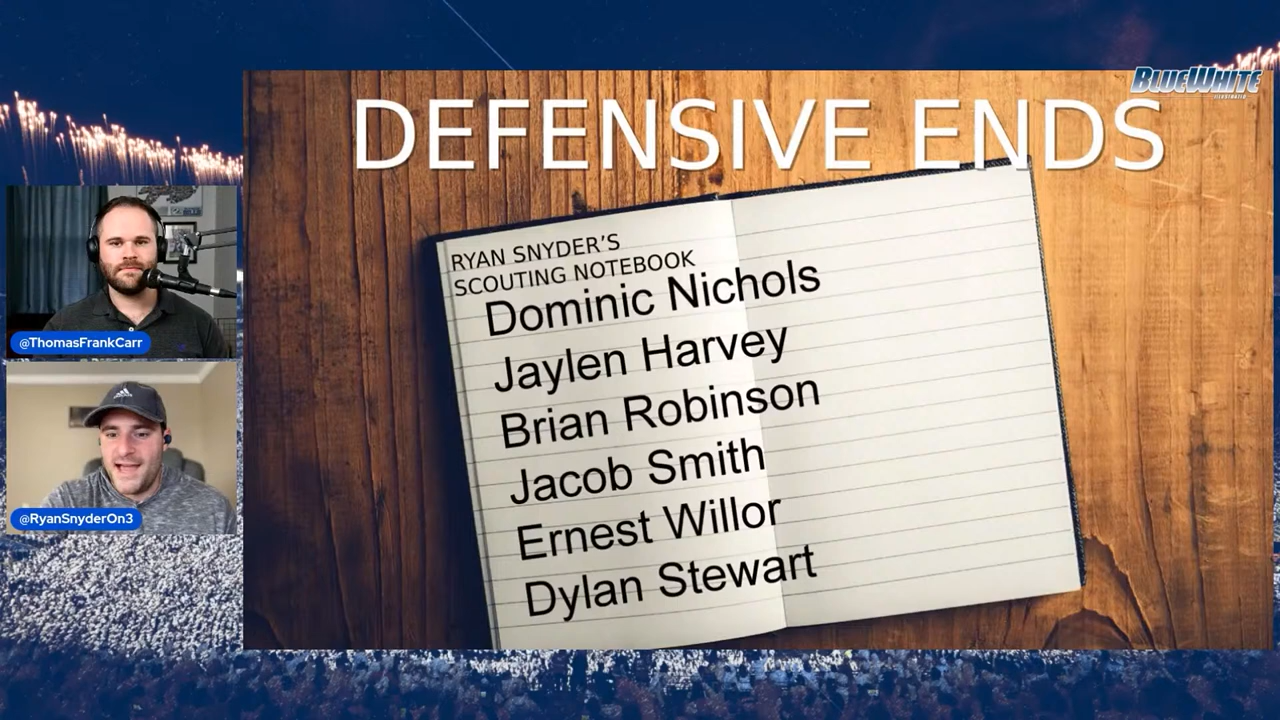 BLUEWHITE
ILLUSTRATED
DEFENSIVE ENDS
RYAN SNYDER'S
SCOUTING NOTEBOOK
Dominic Nichols
Jaylen Harvey
Brian Robinson
Jacob Smith
Ernest Willor
Dylan Stewart
@ThomasFrankCarr
@RyanSnyderOn3